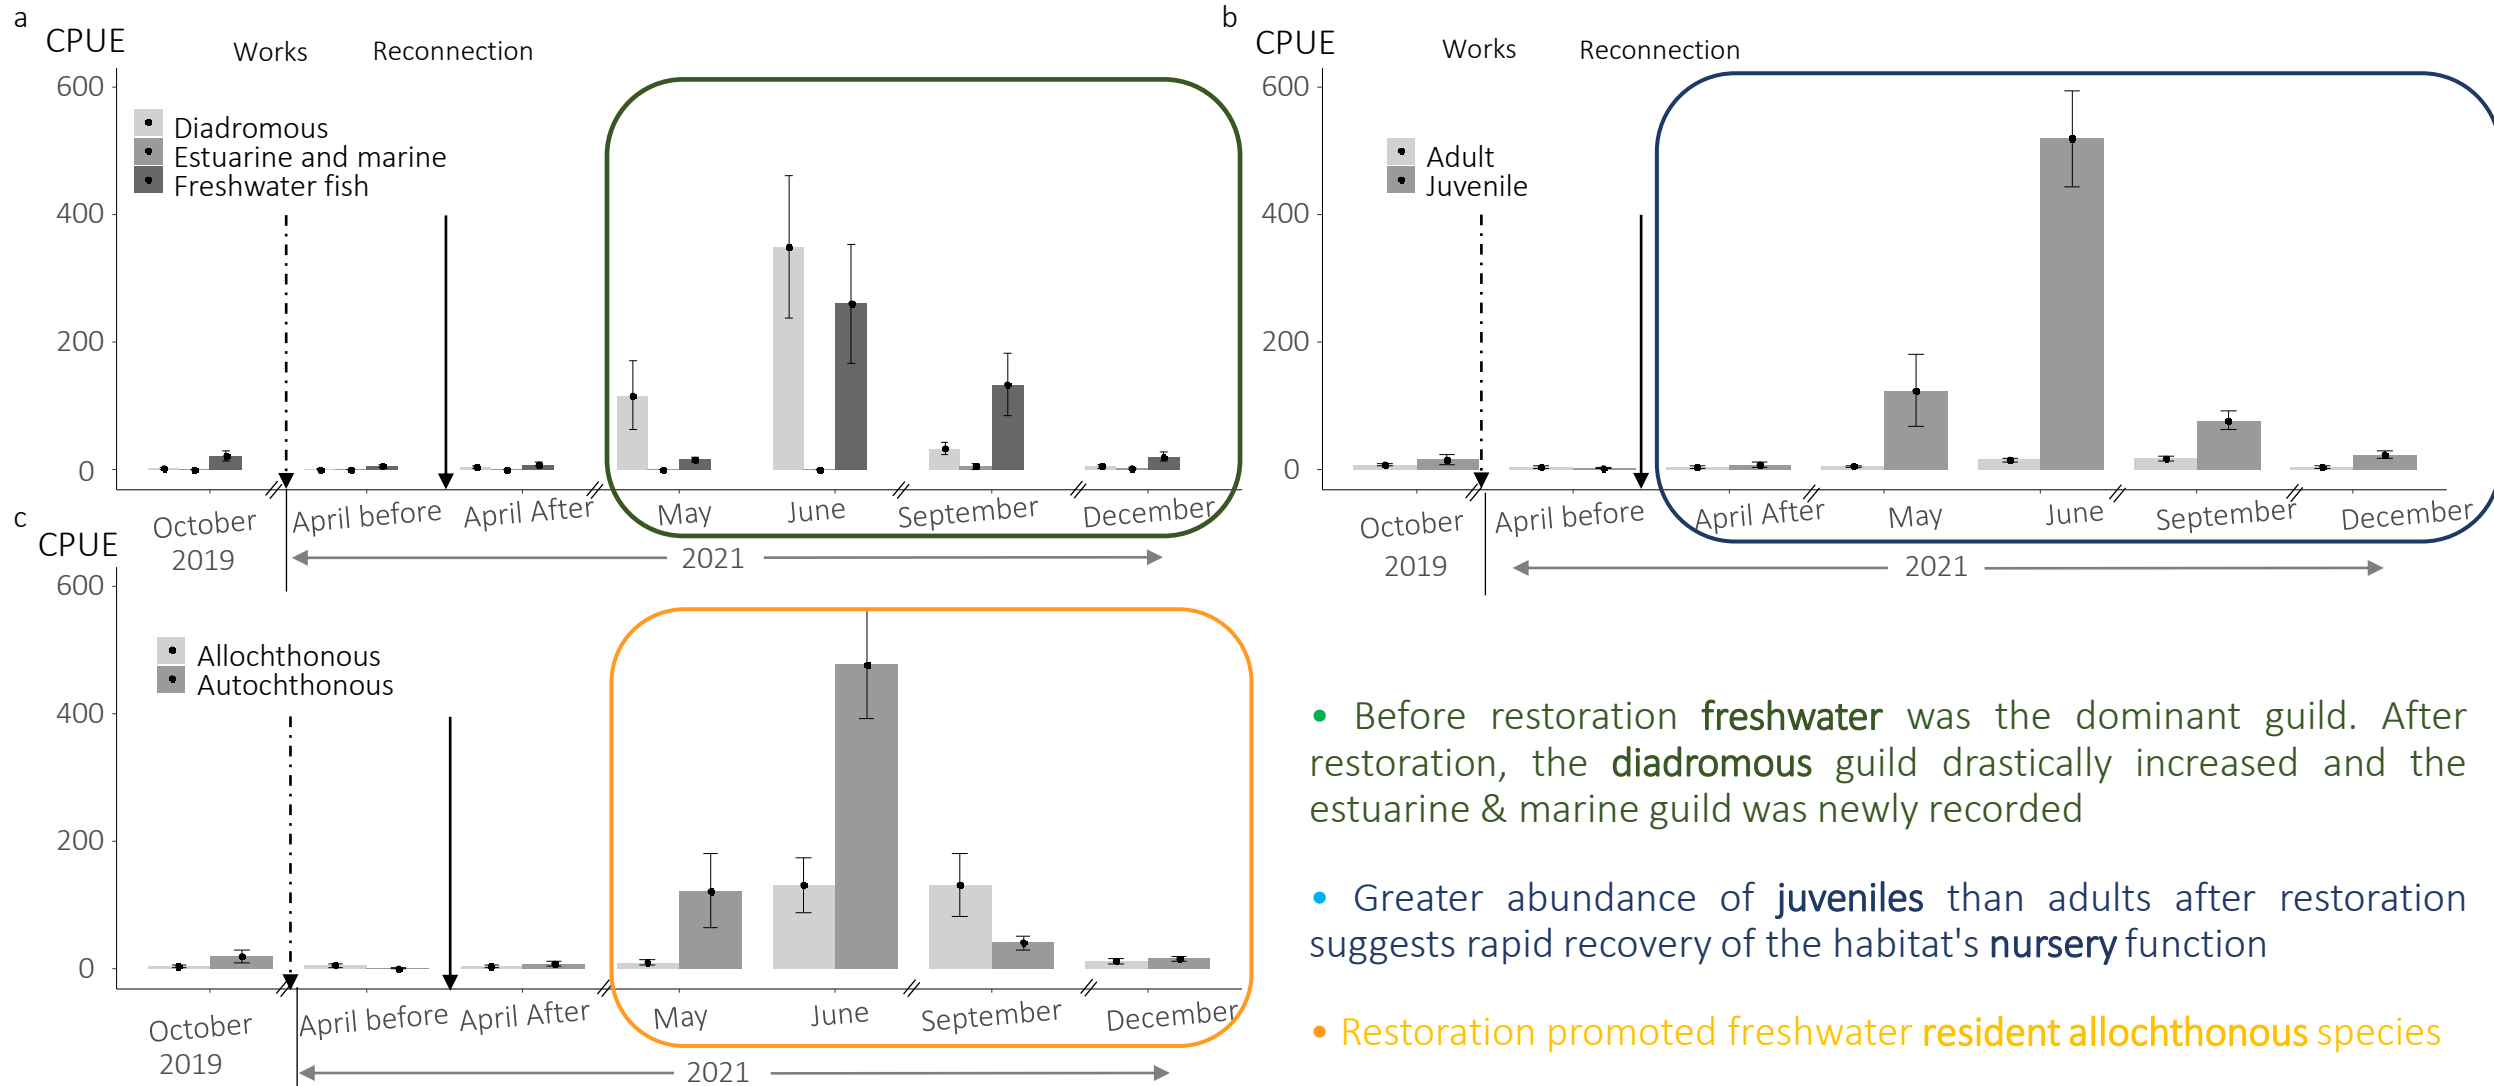 a
CPUE
Works
Reconnection
600
400
200
0
Diadromous
Estuarine and marine
Freshwater fish
October
April before
April After
May
June
September
December
2019
2021
b
CPUE
Works
Reconnection
600
400
200
0
Adult
Juvenile
October
April before
April After
May
June
September
December
2019
2021
c
CPUE
600
400
200
0
Allochthonous
Autochthonous
October
April before
April After
May
June
September
December
2019
2021
• Before restoration freshwater was the dominant guild. After
restoration, the diadromous guild drastically increased and the
estuarine & marine guild was newly recorded
• Greater abundance of juveniles than adults after restoration
suggests rapid recovery of the habitat's nursery function
• Restoration promoted freshwater resident allochthonous species